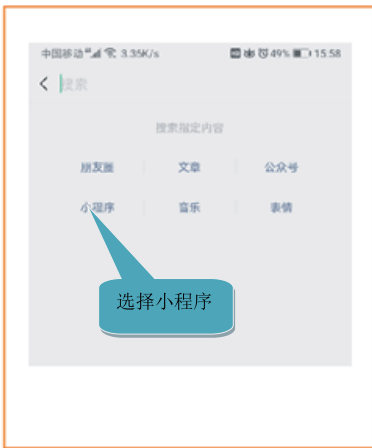 中国移动 3.35K/s 49% 15:58
搜索
搜索指定内容
朋友圈 文章 公众号
小程序 音乐 表情
选择小程序